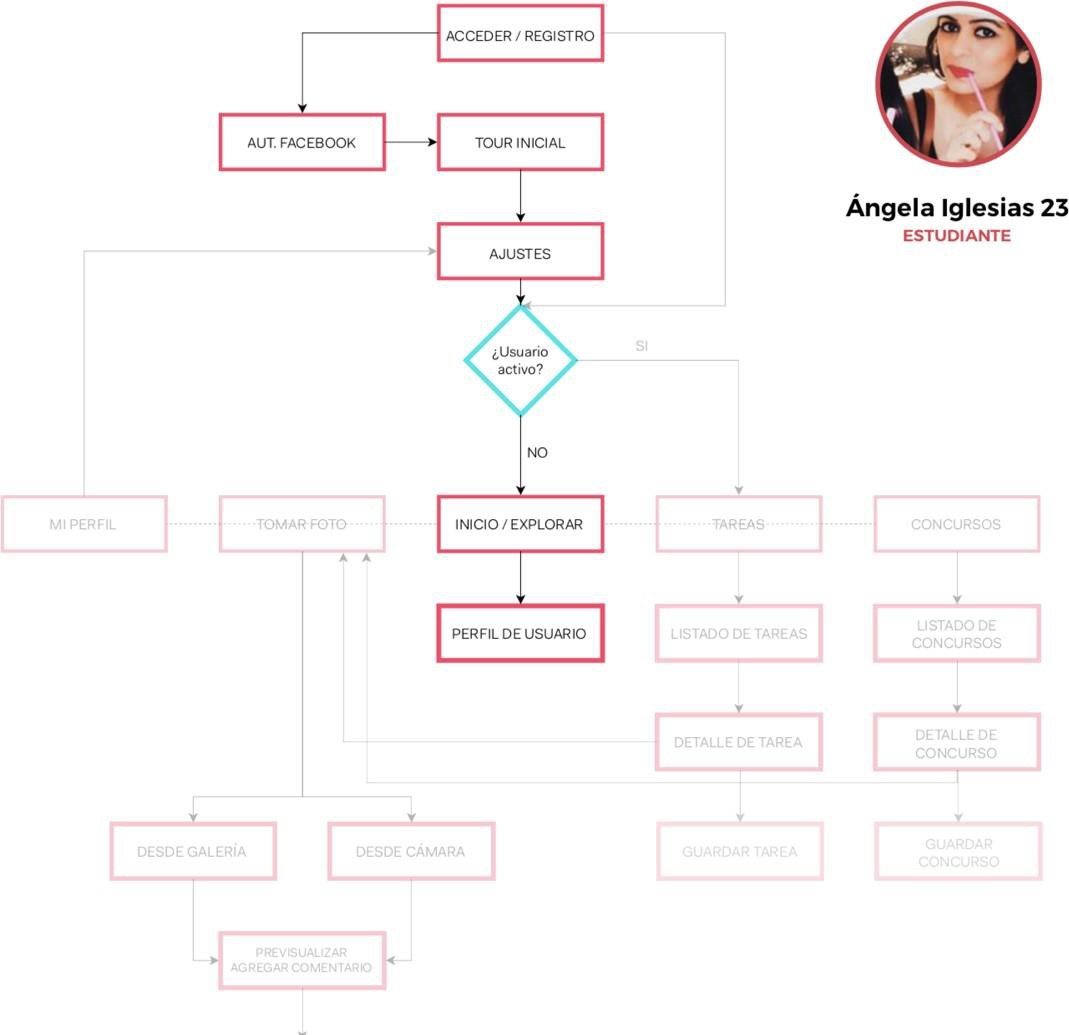 ACCEDER / REGISTRO
AUT. FACEBOOK
TOUR INICIAL
Ángela Iglesias 23
ESTUDIANTE
AJUSTES
¿Usuario
activo?
SI
NO
MI PERFIL
TOMAR FOTO
INICIO / EXPLORAR
TAREAS
CONCURSOS
PERFIL DE USUARIO
LISTADO DE TAREAS
LISTADO DE
CONCURSOS
DETALLE DE TAREA
DETALLE DE
CONCURSO
DESDE GALERÍA
DESDE CÁMARA
GUARDAR TAREA
GUARDAR
CONCURSO
PREVISUALIZAR
AGREGAR COMENTARIO